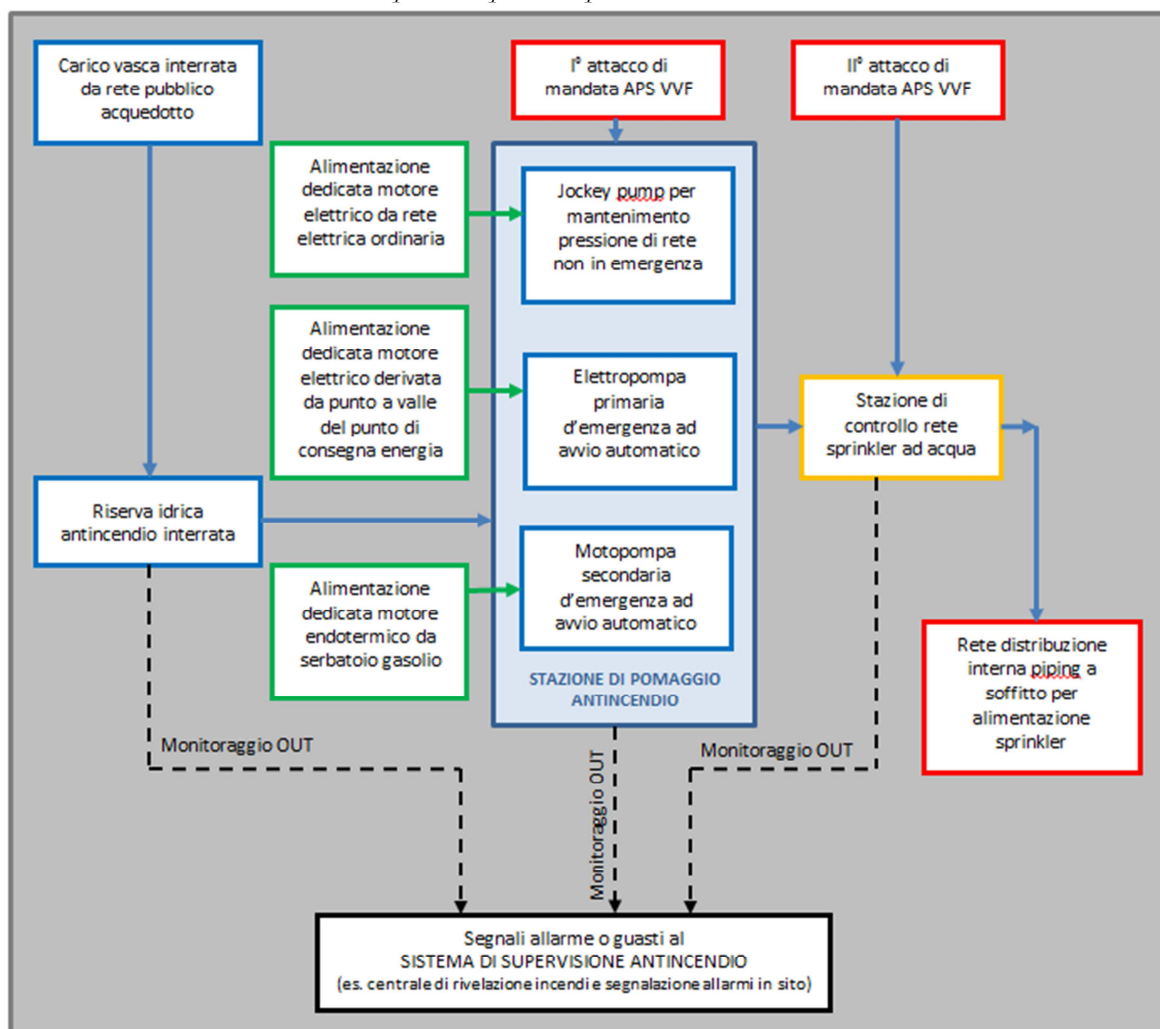 Carico vasca interrata
da rete pubblico
acquedotto
I° attacco di
mandata APS VVF
II° attacco di
mandata APS VVF
Alimentazione
dedicata motore
elettrico da rete
elettrica ordinaria
Jockey pump per
mantenimento
pressione di rete
non in emergenza
Alimentazione
dedicata motore
elettrico derivata
da punto a valle
del punto di
consegna energia
Elettropompa
primaria
d'emergenza ad
avvio automatico
Stazione di
controllo rete
sprinkler ad acqua
Riserva idrica
antincendio interrata
Alimentazione
dedicata motore
endotermico da
serbatoio gasolio
Motopompa
secondaria
d'emergenza ad
avvio automatico
STAZIONE DI POMAGGIO
ANTINCENDIO
Rete distribuzione
interna piping a
soffitto per
alimentazione
sprinkler
Monitoraggio OUT
Monitoraggio OUT
Monitoraggio OUT
Segnali allarme o guasti al
SISTEMA DI SUPERVISIONE ANTINCENDIO
(es. centrale di rivelazione incendi e segnalazione allarmi in sito)